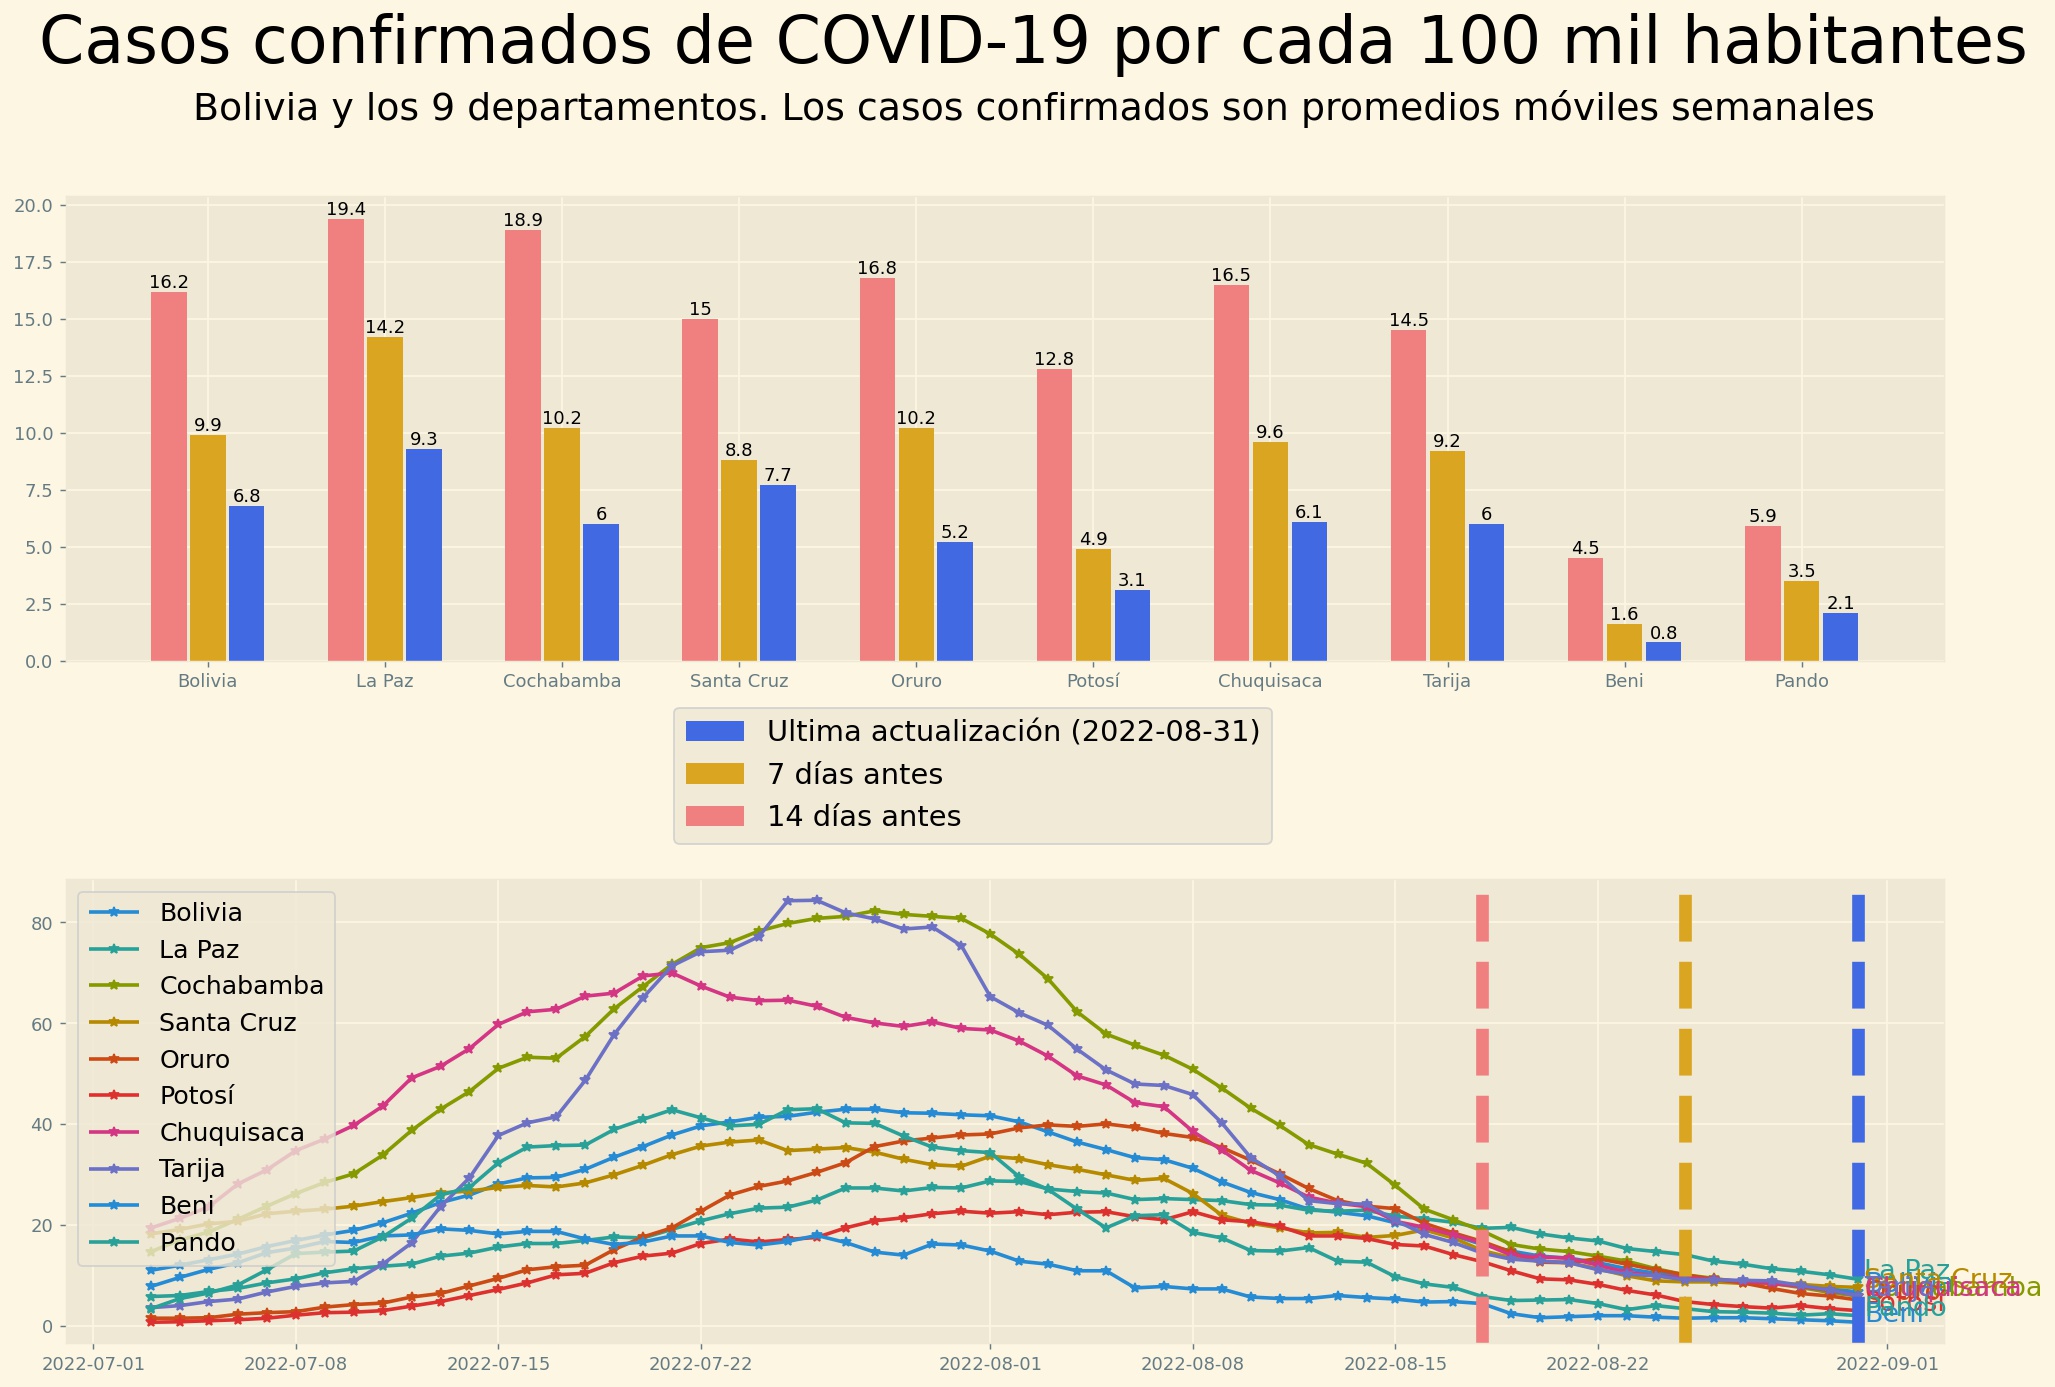 Casos confirmados de COVID-19 por cada 100 mil habitantes
Bolivia y los 9 departamentos. Los casos confirmados son promedios móviles semanales
20.0
17.5
15.0
12.5
10.0
7.5
5.0
2.5
0.0
16.2 9.9 6.8
19.4 14.2 9.3
18.9 10.2 6
15 8.8 7.7
16.8 10.2 5.2
12.8 4.9 3.1
16.5 9.6 6.1
14.5 9.2 6
4.5 1.6 0.8
5.9 3.5 2.1
Bolivia La Paz Cochabamba Santa Cruz Oruro Potosí Chuquisaca Tarija Beni Pando
Ultima actualización (2022-08-31)
7 días antes
14 días antes
80
60
40
20
0
Bolivia
La Paz
Cochabamba
Santa Cruz
Oruro
Potosí
Chuquisaca
Tarija
Beni
Pando
La Paz
Pando
Beni
2022-07-01 2022-07-08 2022-07-15 2022-07-22 2022-08-01 2022-08-08 2022-08-15 2022-08-22 2022-09-01